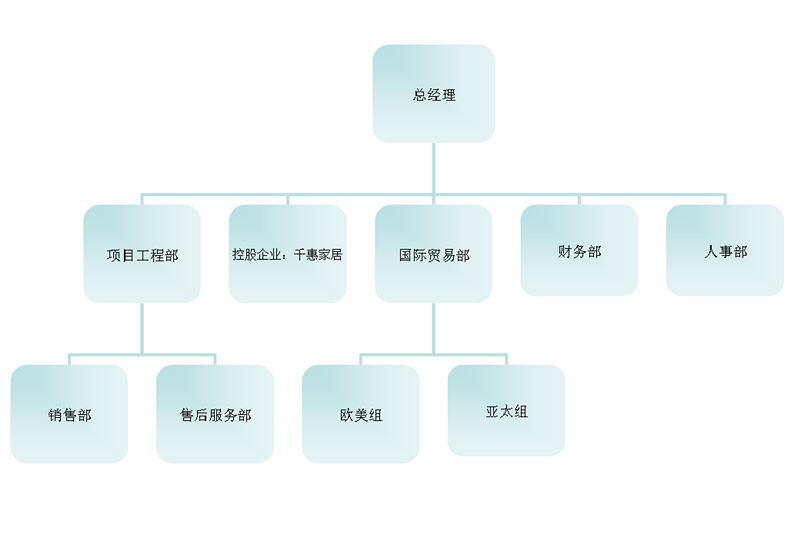 总经理
项目工程部
控股企业：千惠家居
国际贸易部
财务部
人事部
销售部
售后服务部
欧美组
亚太组